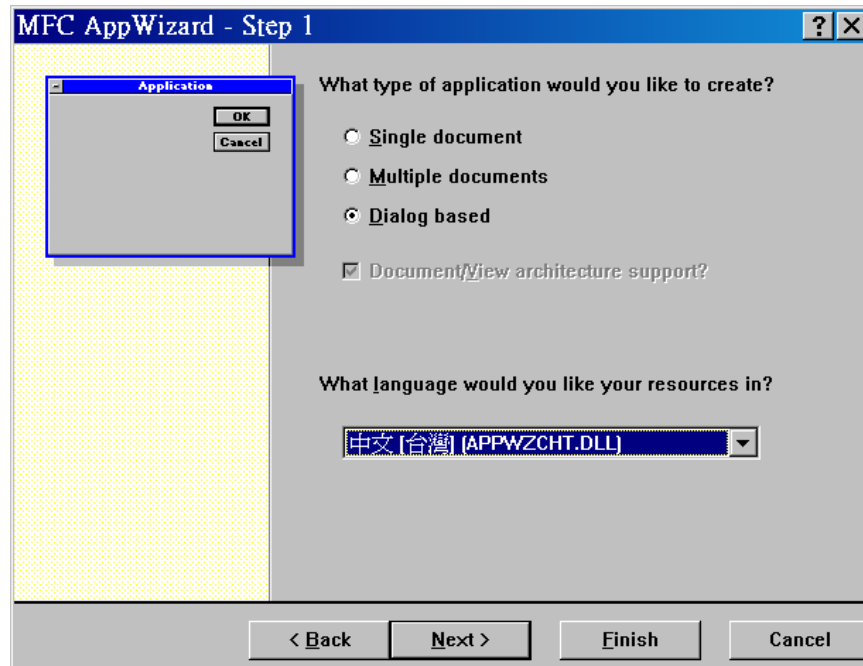 MFC AppWizard - Step 1
Application
OK
Cancel
What type of application would you like to create?
Single document
Multiple documents
Dialog based
Document/View architecture support?
What language would you like your resources in?
中文 [台灣] (APPWZCHT.DLL)
< Back Next > Finish Cancel